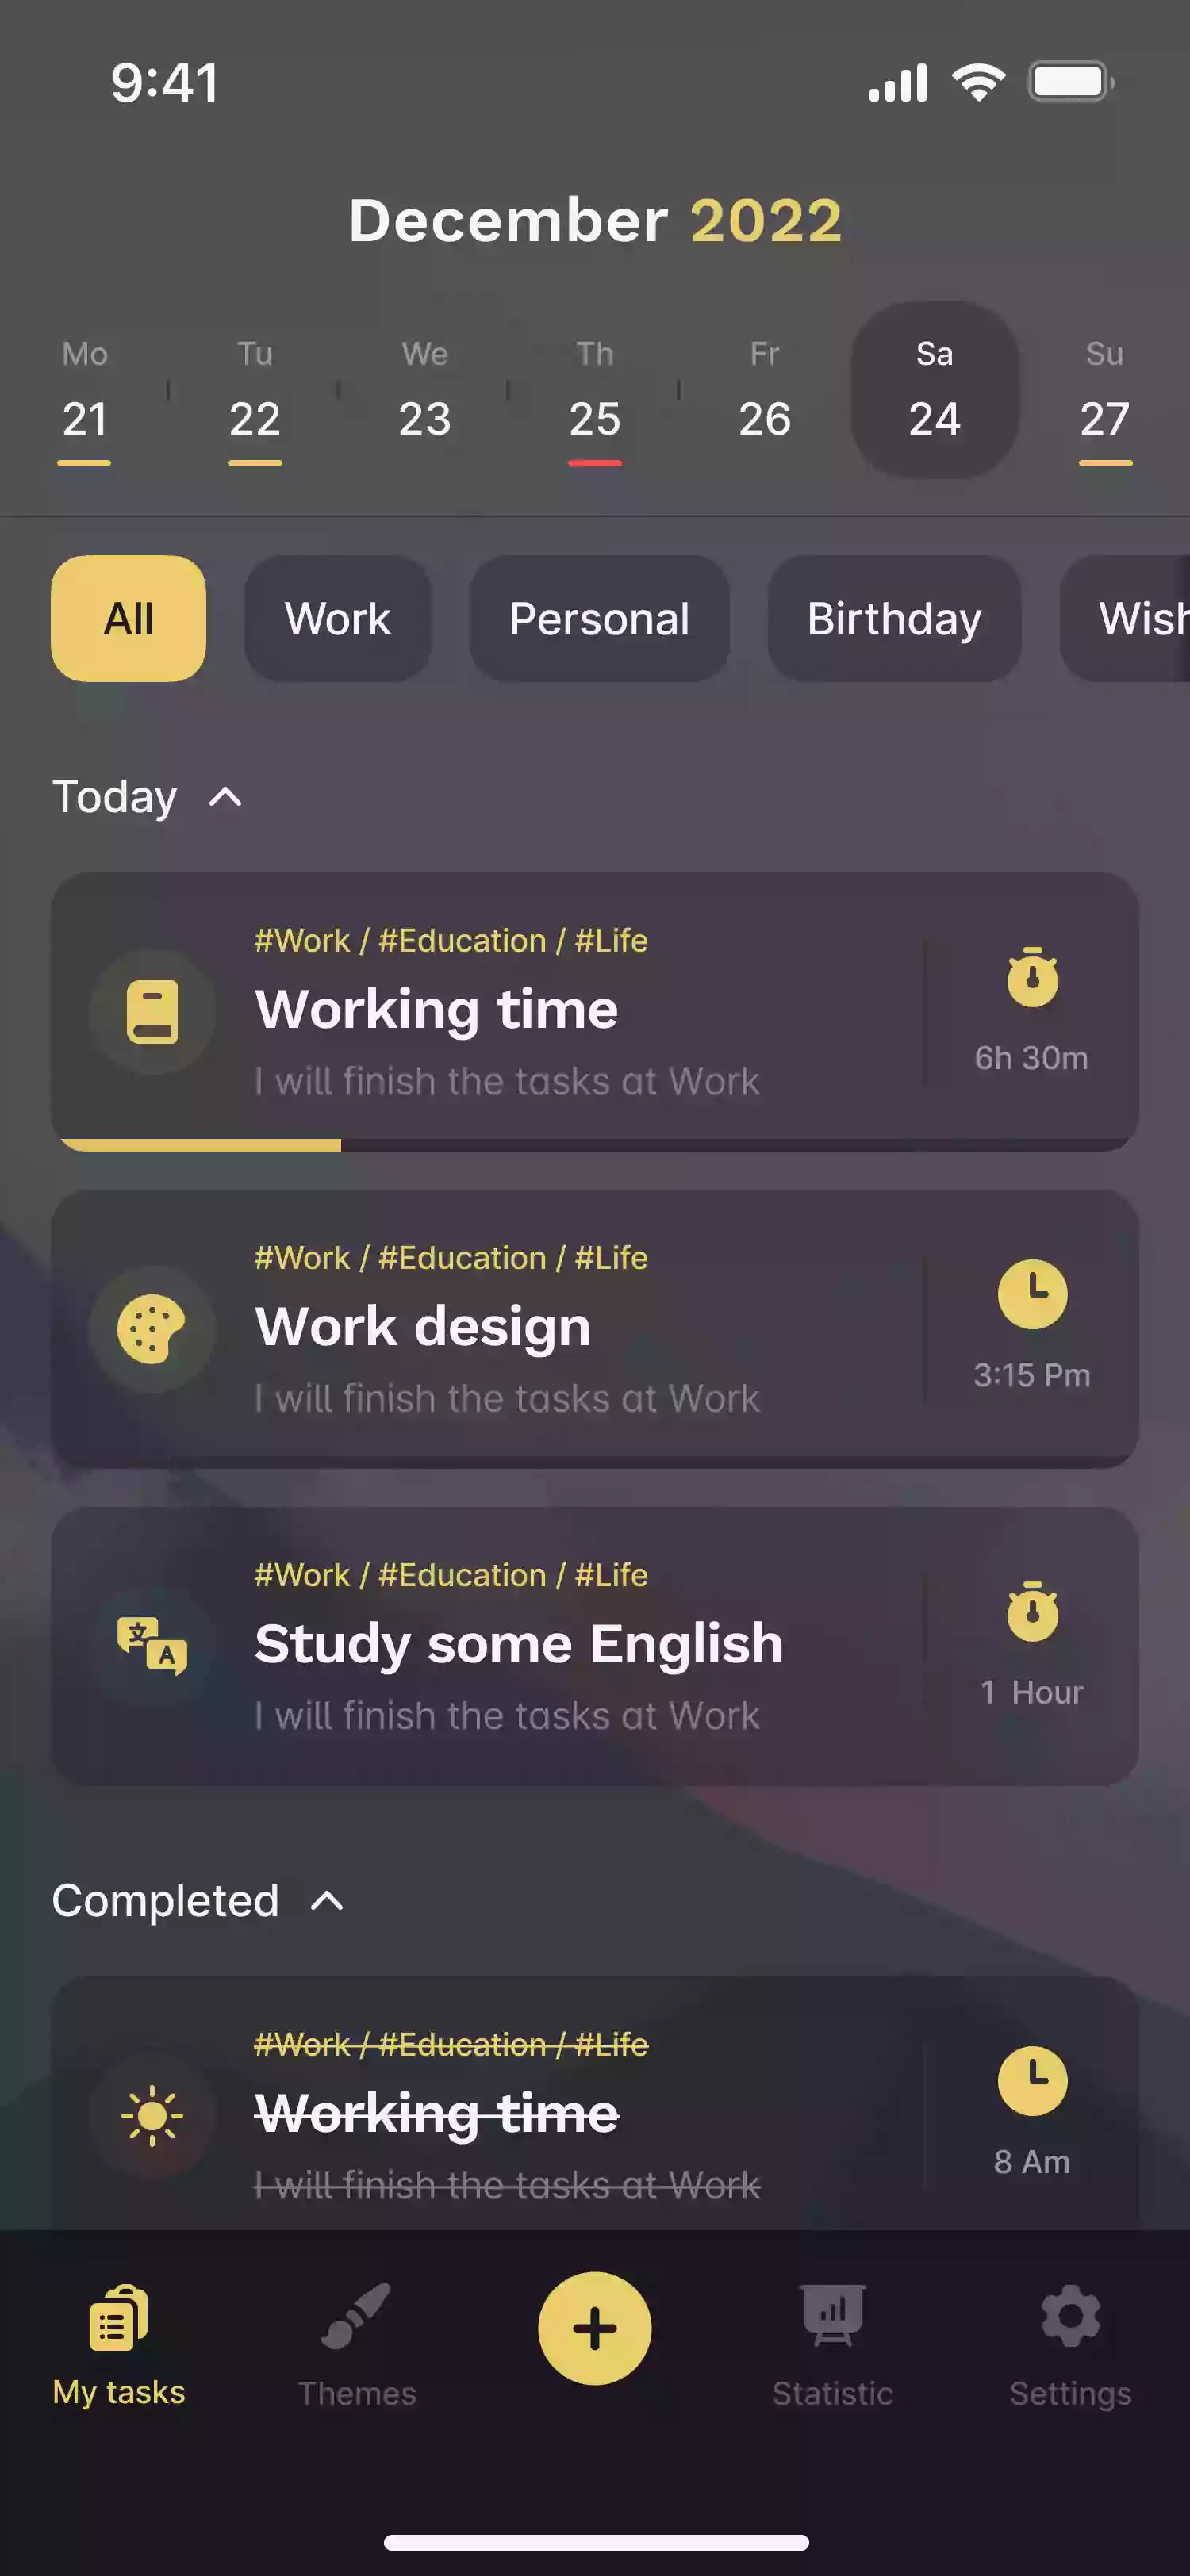 9:41
December 2022
Mo Tu We Th Fr Sa Su
21 22 23 25 26 24 27
All Work Personal Birthday Wish
Today
#Work / #Education / #Life
Working time
I will finish the tasks at Work
6h 30m
#Work / #Education / #Life
Work design
I will finish the tasks at Work
3:15 Pm
文 A
#Work / #Education / #Life
Study some English
I will finish the tasks at Work
1 Hour
Completed
#Work / #Education / #Life
Working time
I will finish the tasks at Work
8 Am
My tasks Themes Statistic Settings